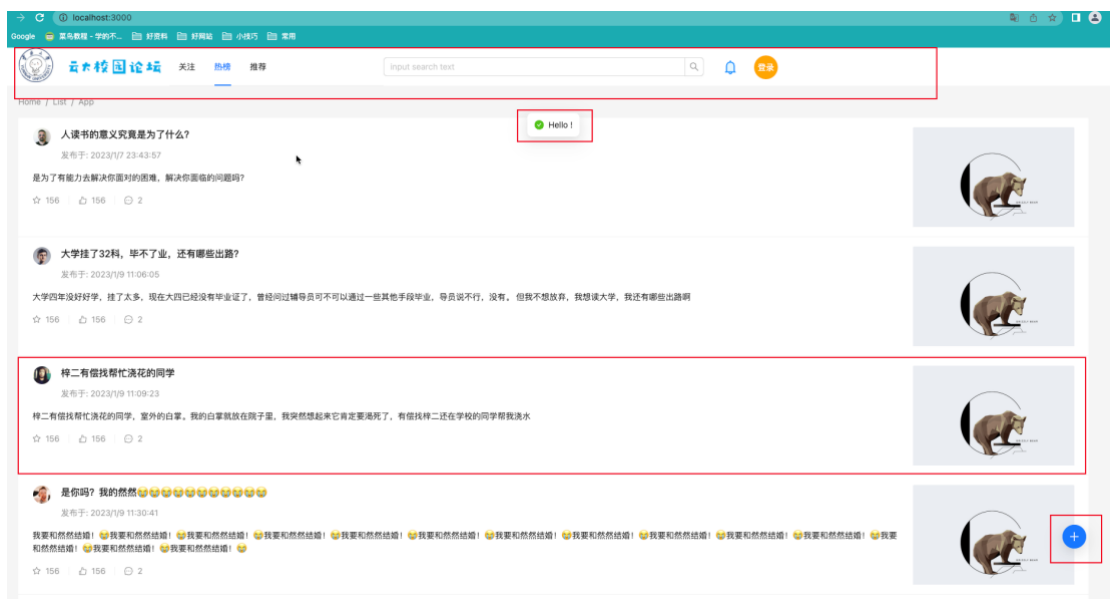 localhost:3000
Google 菜鸟教程 - 学的不... 好资料 好网站 小技巧 常用
云大校园论坛 关注 热榜 推荐 input search text 登录
Home / List / App
Hello !
人读书的意义究竟是为了什么?
发布于: 2023/1/7 23:43:57
是为了有能力去解决你面对的困难，解决你面临的问题吗?
156 156 2
大学挂了32科，毕不了业，还有哪些出路?
发布于: 2023/1/9 11:06:05
大学四年没好好学，挂了太多，现在大四已经没有毕业证了，曾经问过辅导员可不可以通过一些其他手段毕业，导员说不行，没有。 但我不想放弃，我想读大学，我还有哪些出路啊
156 156 2
梓二有偿找帮忙浇花的同学
发布于: 2023/1/9 11:09:23
梓二有偿找帮忙浇花的同学，室外的白掌。我的白掌就放在院子里，我突然想起来它肯定要渴死了，有偿找梓二还在学校的同学帮我浇水
156 156 2
是你吗？我的然然😭😭😭😭😭😭😭😭😭😭😭
发布于: 2023/1/9 11:30:41
我要和然然结婚！😭我要和然然结婚！😭我要和然然结婚！😭我要和然然结婚！😭我要和然然结婚！😭我要和然然结婚！😭我要和然然结婚！😭我要和然然结婚！😭我要和然然结婚！😭我要和然然结婚！😭我要和然然结婚！😭我要
和然然结婚！😭我要和然然结婚！😭我要和然然结婚！😭
156 156 2